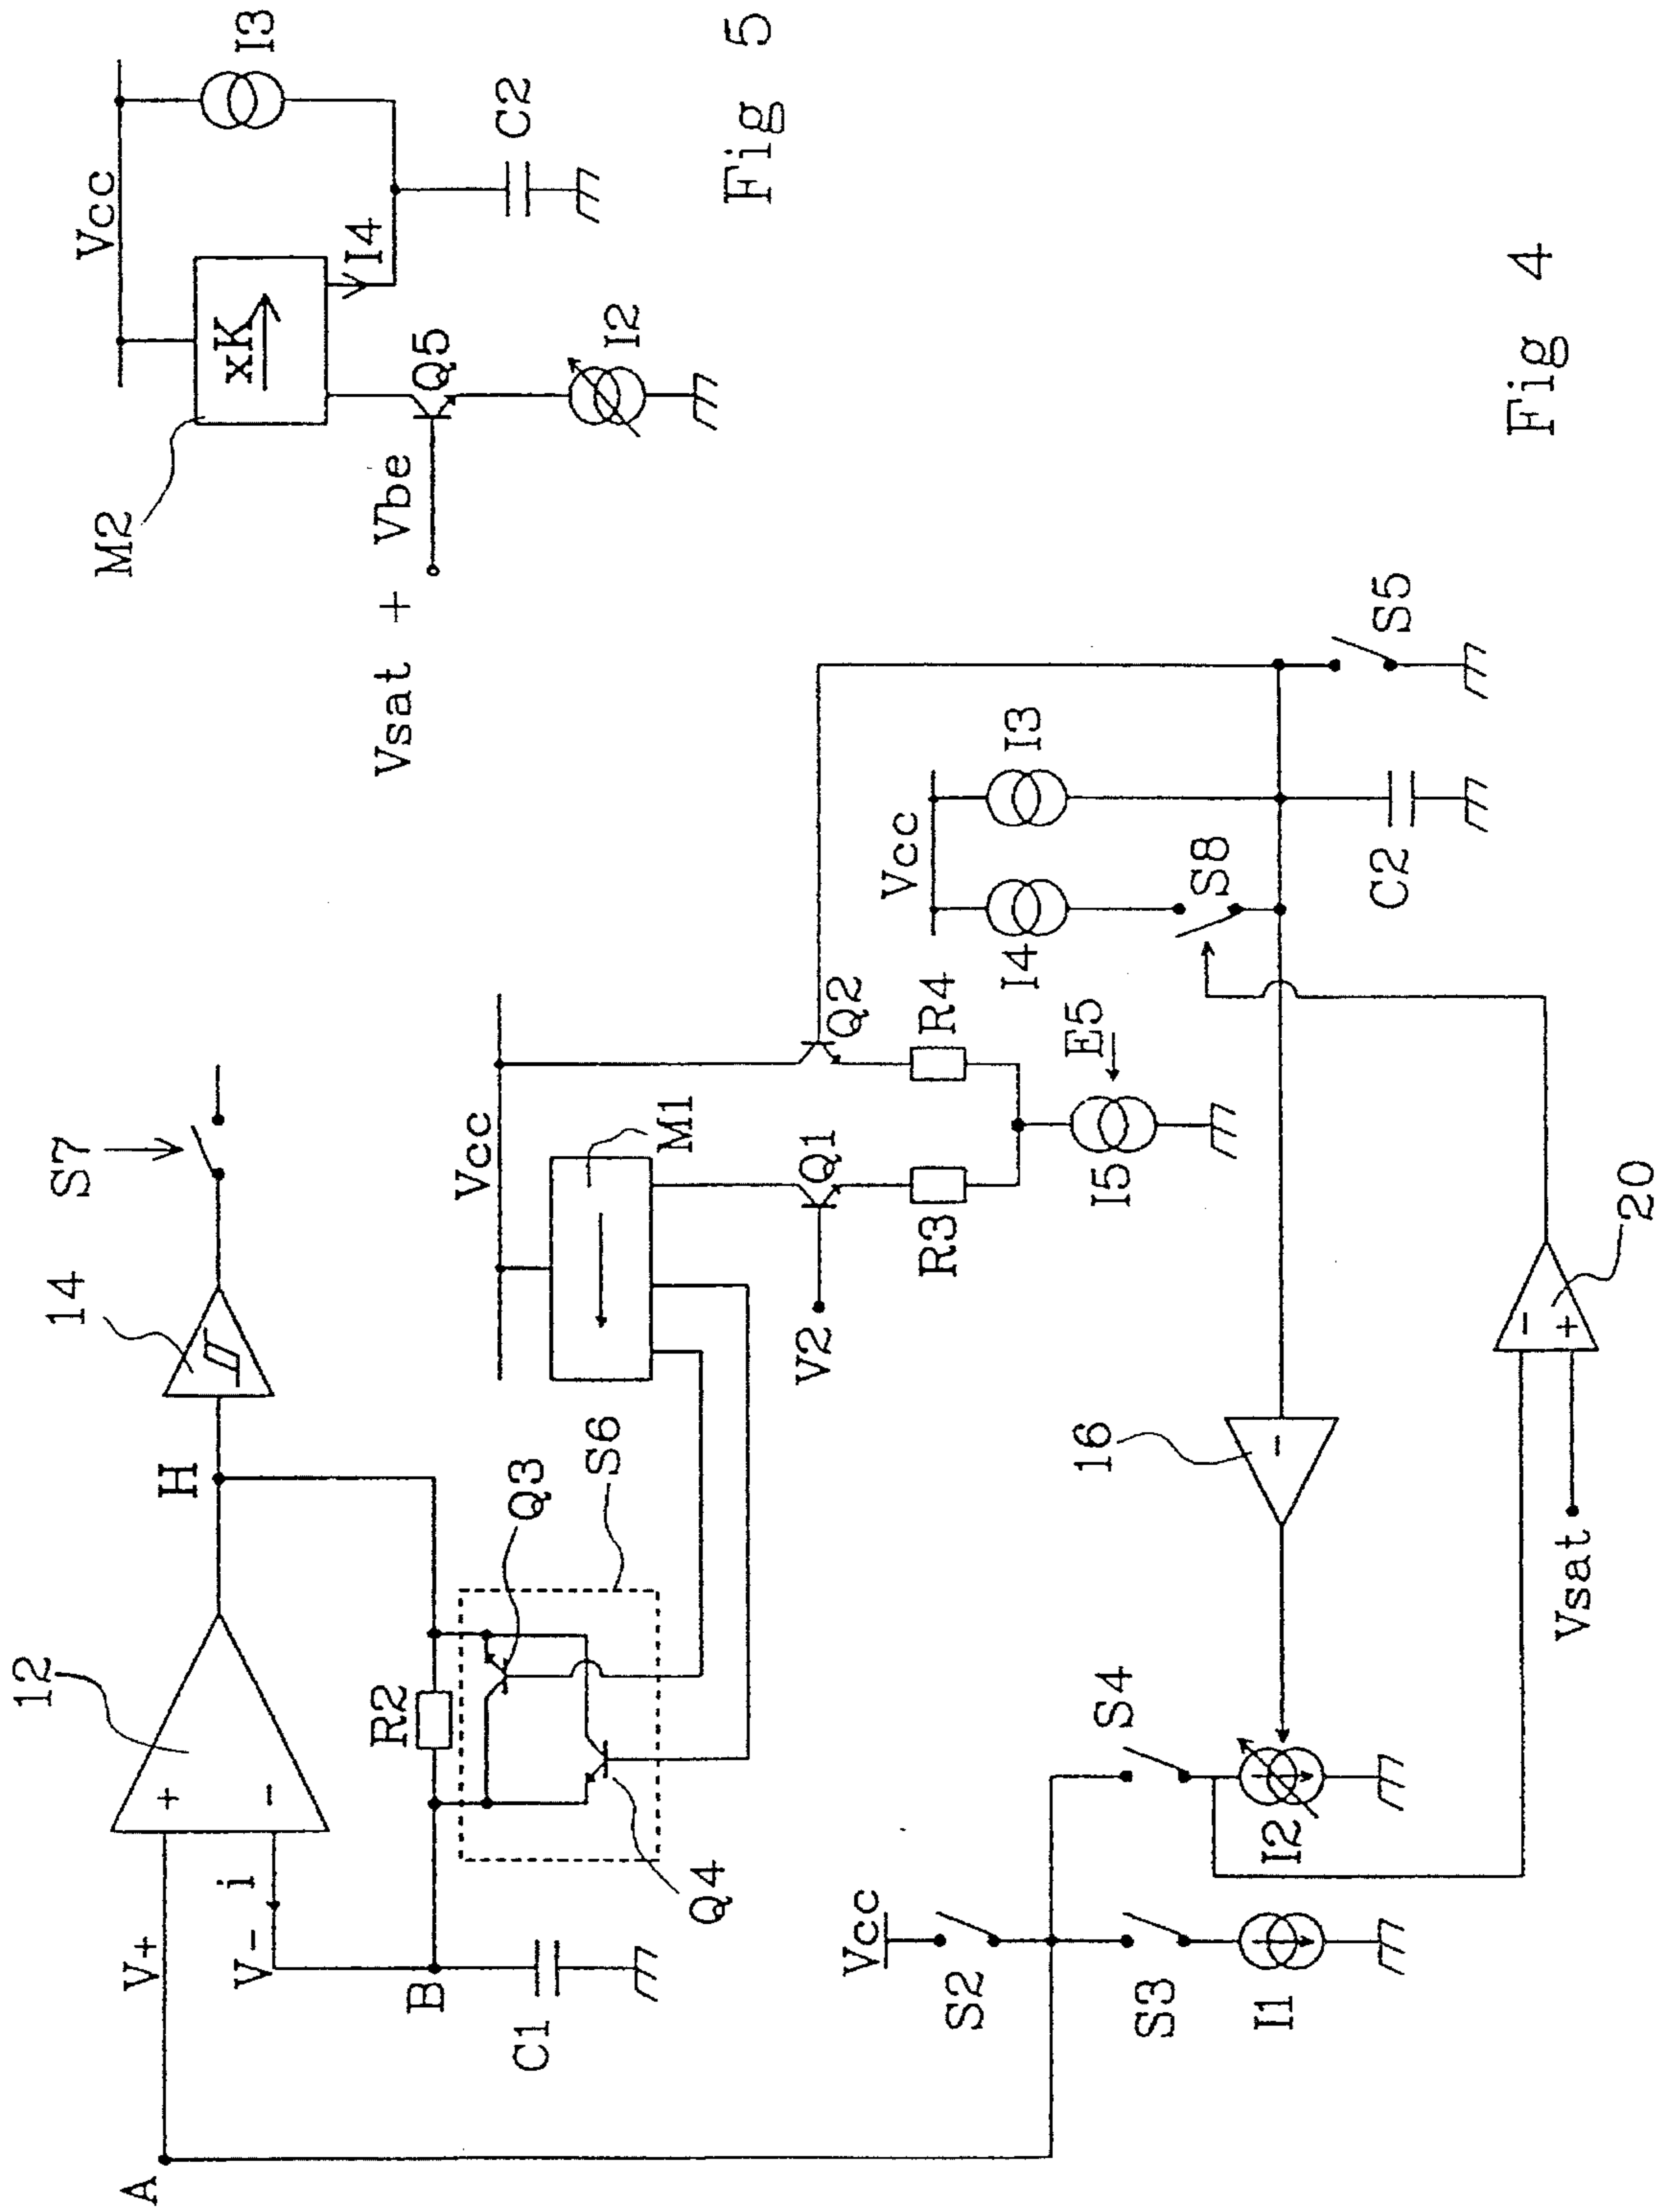 12
14
S7
V+
+
-
i
V-
H
A
B
R2
C1
Q3
Q4
S6
Vcc
M1
V2
Q1
Q2
R3
R4
I5
E5
Vcc
S2
S3
S4
I1
I2
16
-
Vcc
I4
I3
S8
C2
S5
Vsat
-
+
20
Fig 4
M2
Vcc
xK
I4
I3
C2
Vsat + Vbe
Q5
I2
Fig 5